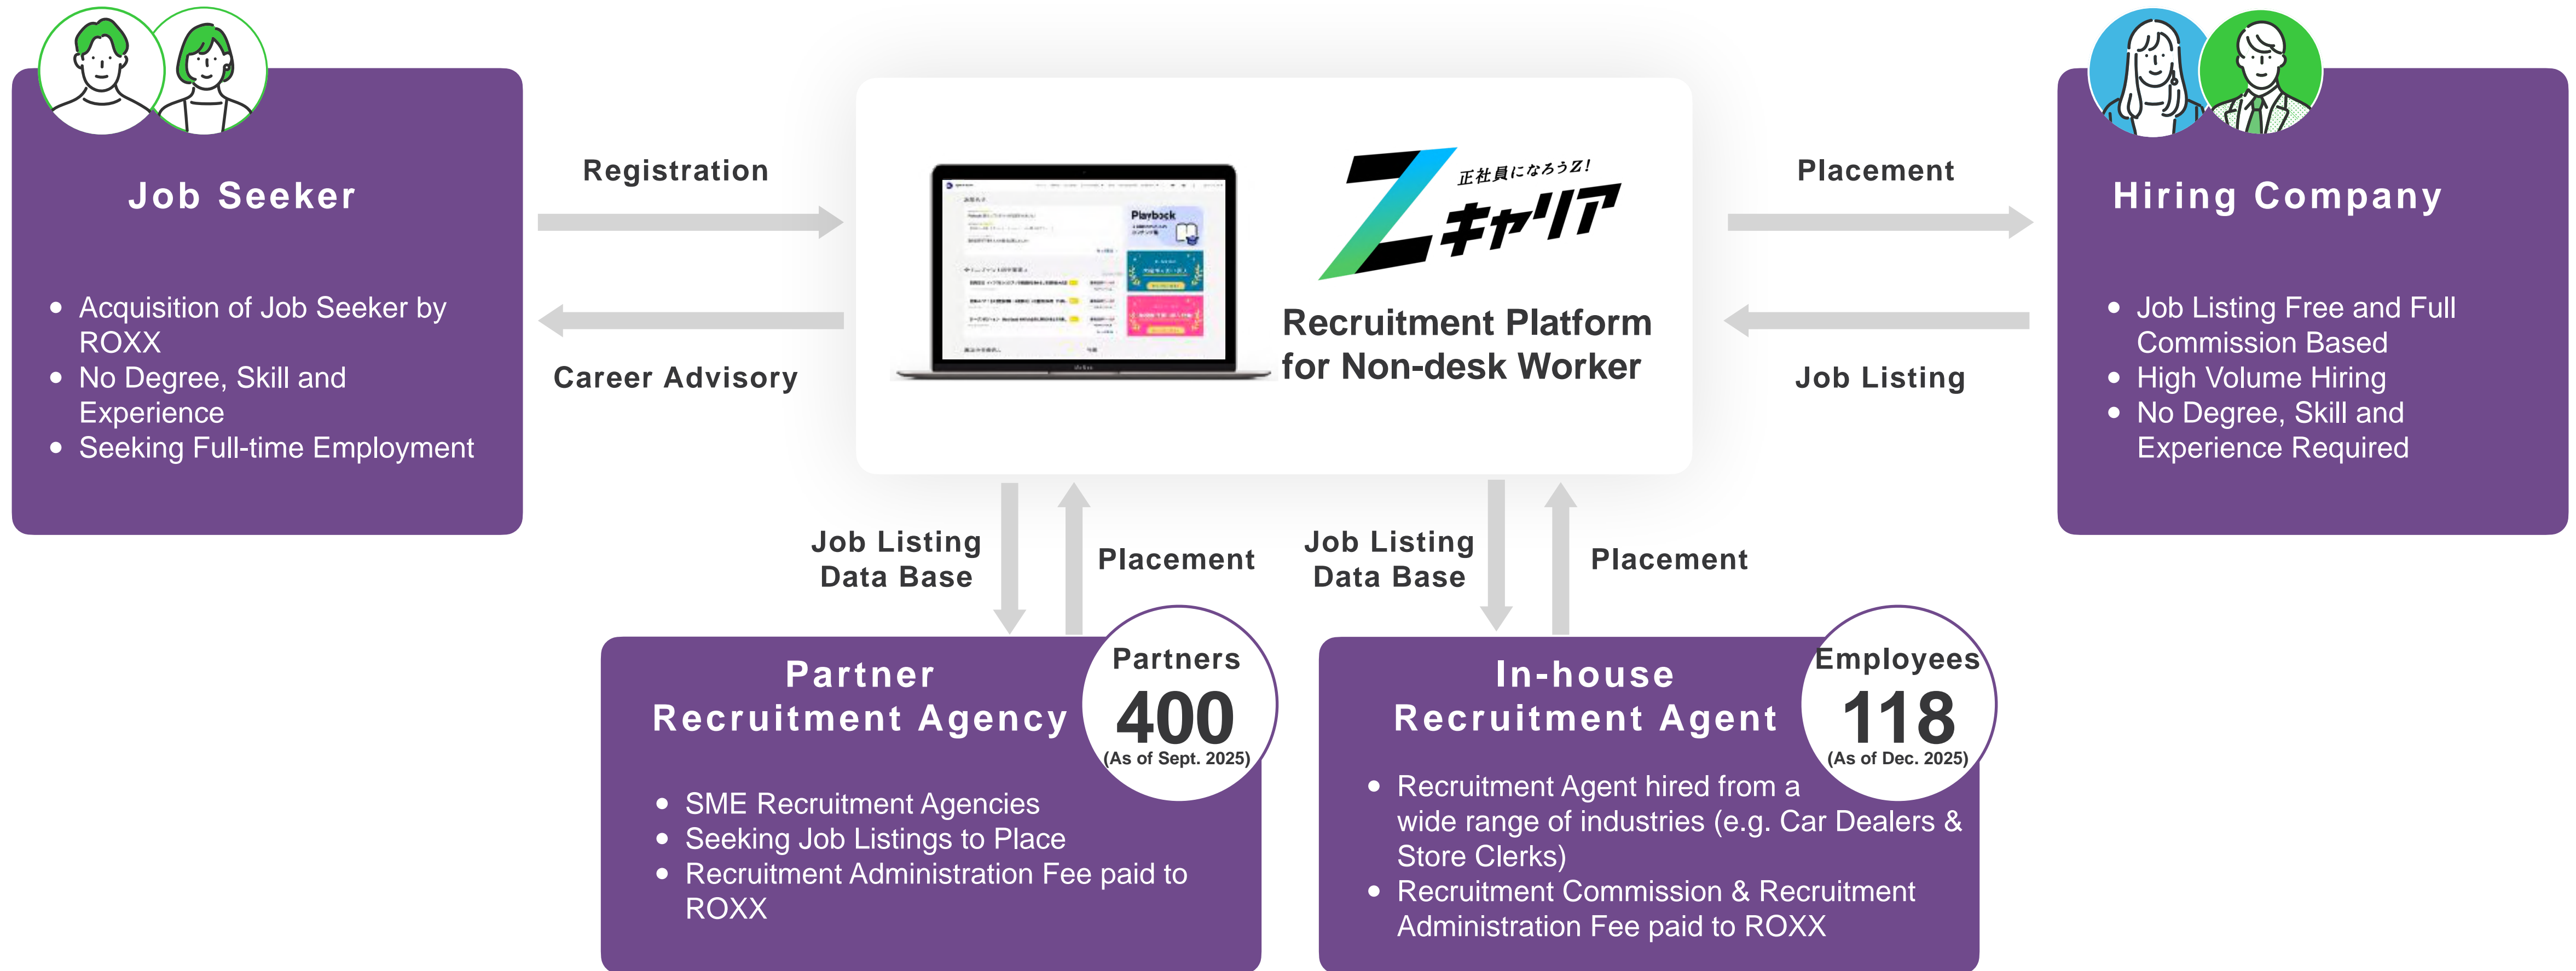 Job Seeker
Acquisition of Job Seeker by
ROXX
No Degree, Skill and
Experience
Seeking Full-time Employment
Registration
Career Advisory
Playbook
正社員になろうZ!
Zキャリア
Recruitment Platform
for Non-desk Worker
Placement
Job Listing
Hiring Company
Job Listing Free and Full
Commission Based
High Volume Hiring
No Degree, Skill and
Experience Required
Job Listing
Data Base
Placement
Job Listing
Data Base
Placement
Partner
Recruitment Agency
Partners
400
(As of Sept. 2025)
SME Recruitment Agencies
Seeking Job Listings to Place
Recruitment Administration Fee paid to
ROXX
In-house
Recruitment Agent
Employees
118
(As of Dec. 2025)
Recruitment Agent hired from a
wide range of industries (e.g. Car Dealers &
Store Clerks)
Recruitment Commission & Recruitment
Administration Fee paid to ROXX